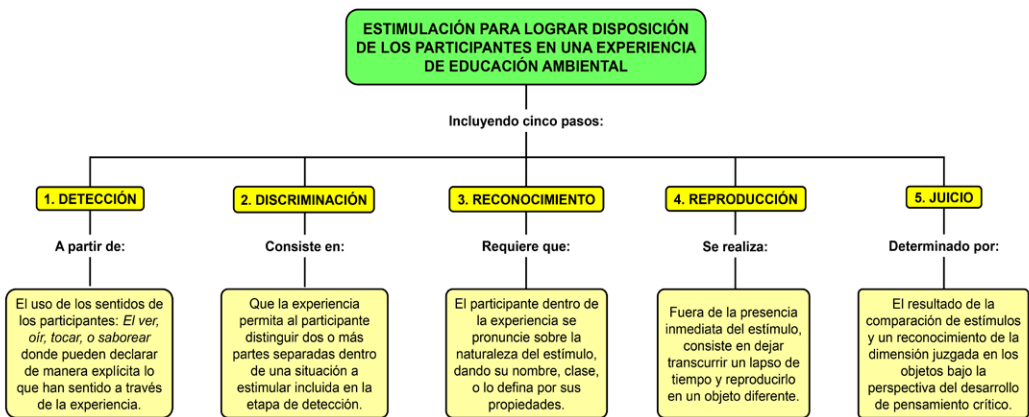 ESTIMULACIÓN PARA LOGRAR DISPOSICIÓN
DE LOS PARTICIPANTES EN UNA EXPERIENCIA
DE EDUCACIÓN AMBIENTAL
Incluyendo cinco pasos:
1. DETECCIÓN
A partir de:
El uso de los sentidos de
los participantes: El ver,
oír, tocar, o saborear
donde pueden declarar
de manera explícita lo
que han sentido a través
de la experiencia.
2. DISCRIMINACIÓN
Consiste en:
Que la experiencia
permita al participante
distinguir dos o más
partes separadas dentro
de una situación a
estimular incluida en la
etapa de detección.
3. RECONOCIMIENTO
Requiere que:
El participante dentro de
la experiencia se
pronuncie sobre la
naturaleza del estímulo,
dando su nombre, clase,
o lo defina por sus
propiedades.
4. REPRODUCCIÓN
Se realiza:
Fuera de la presencia
inmediata del estímulo,
consiste en dejar
transcurrir un lapso de
tiempo y reproducirlo
en un objeto diferente.
5. JUICIO
Determinado por:
El resultado de la
comparación de estímulos
y un reconocimiento de la
dimensión juzgada en los
objetos bajo la
perspectiva del desarrollo
de pensamiento crítico.